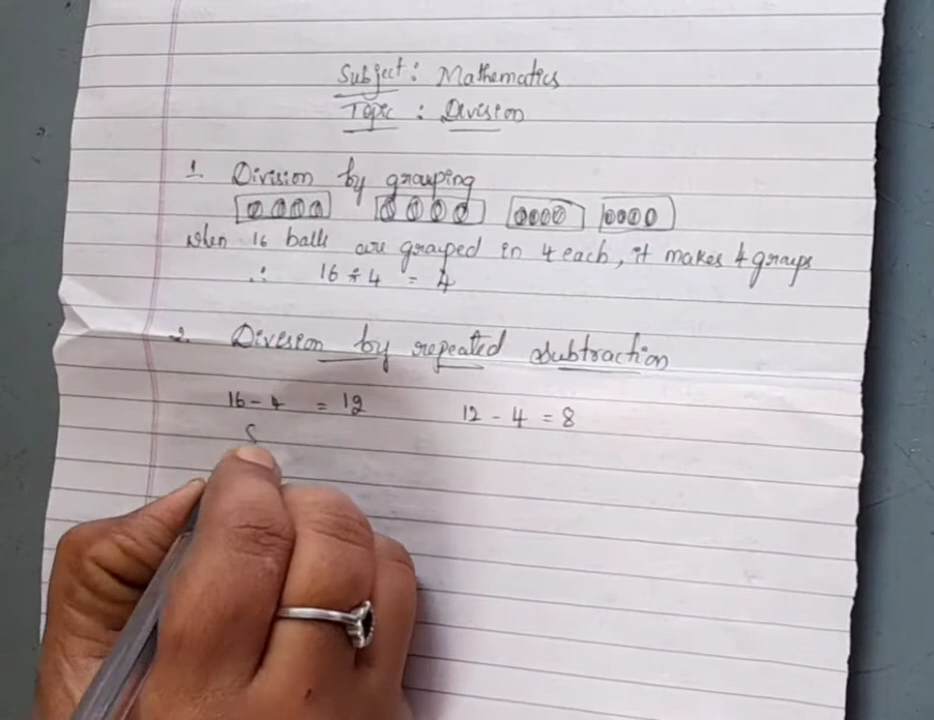 Subject: Mathematics
Topic: Division
1. Division by grouping
when 16 balls are grouped in 4 each, it makes 4 groups
∴ 16 ÷ 4 = 4
2. Division by repeated subtraction
16 - 4 = 12 12 - 4 = 8